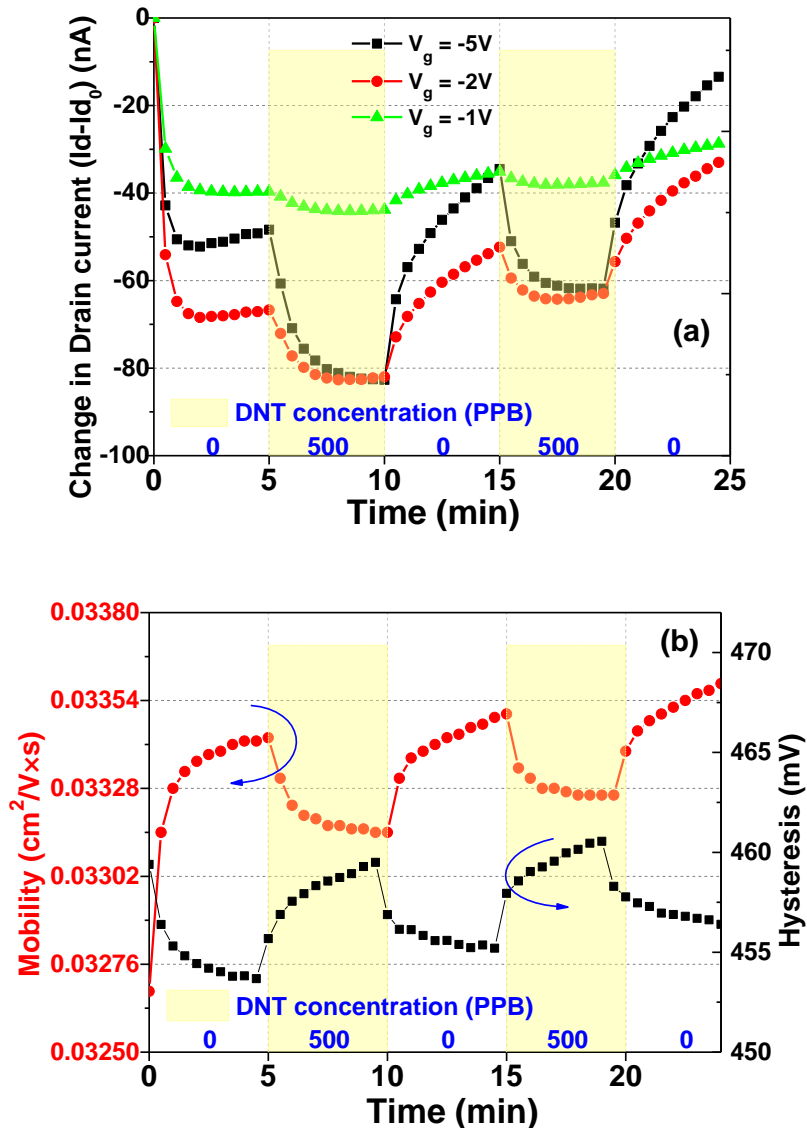 Change in Drain current (Id-Id₀) (nA)
0
-20
-40
-60
-80
-100
V_g = -5V
V_g = -2V
V_g = -1V
(a)
DNT concentration (PPB)
0 500 0 500 0
0 5 10 15 20 25
Time (min)
Mobility (cm²/V×s)
0.03380
0.03354
0.03328
0.03302
0.03276
0.03250
(b)
470
465
460
455
450
Hysteresis (mV)
DNT concentration (PPB)
0 500 0 500 0
0 5 10 15 20
Time (min)